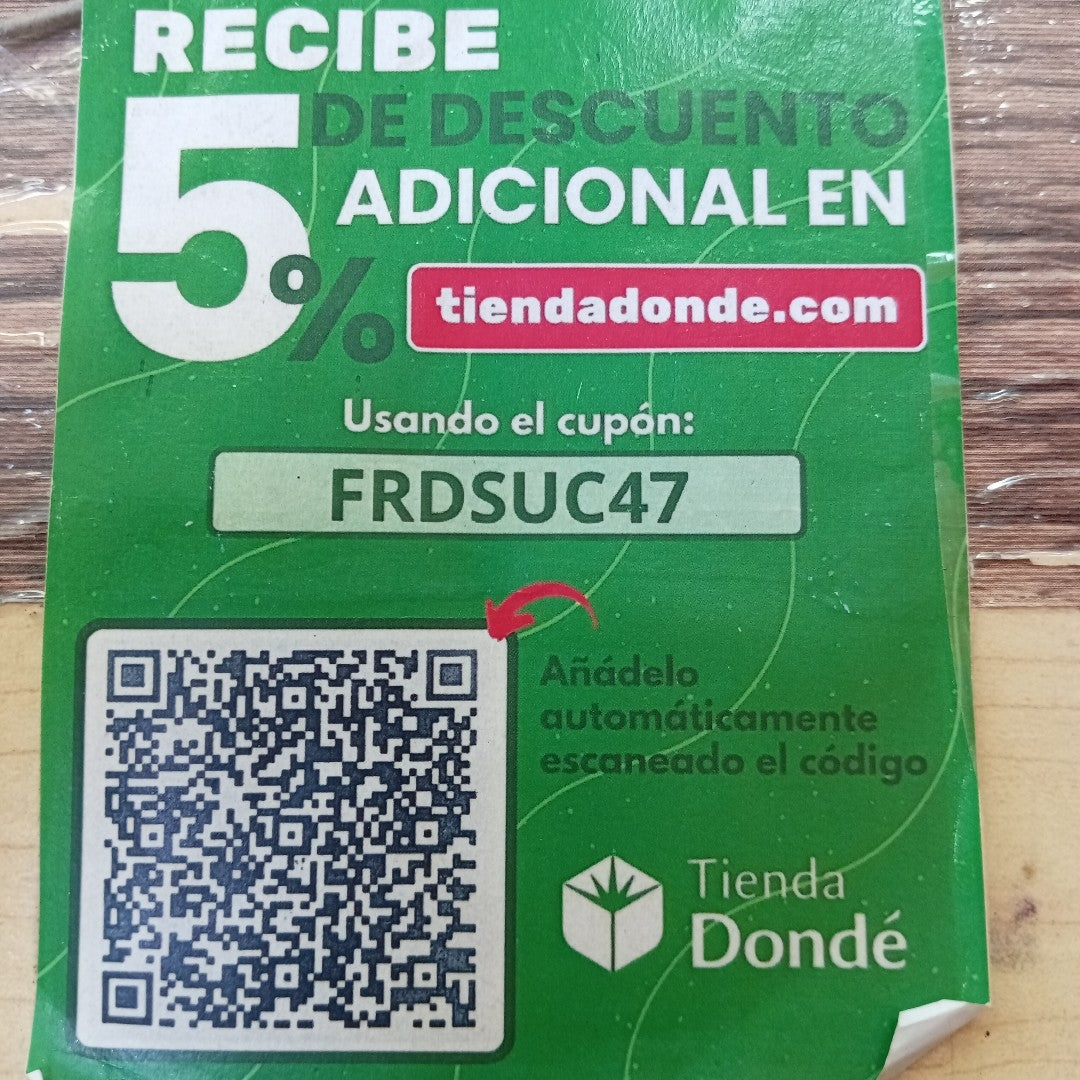 RECIBE
5% DE DESCUENTO
ADICIONAL EN
tiendadonde.com
Usando el cupón:
FRDSUC47
Añádelo
automáticamente
escaneado el código
Tienda
Dondé